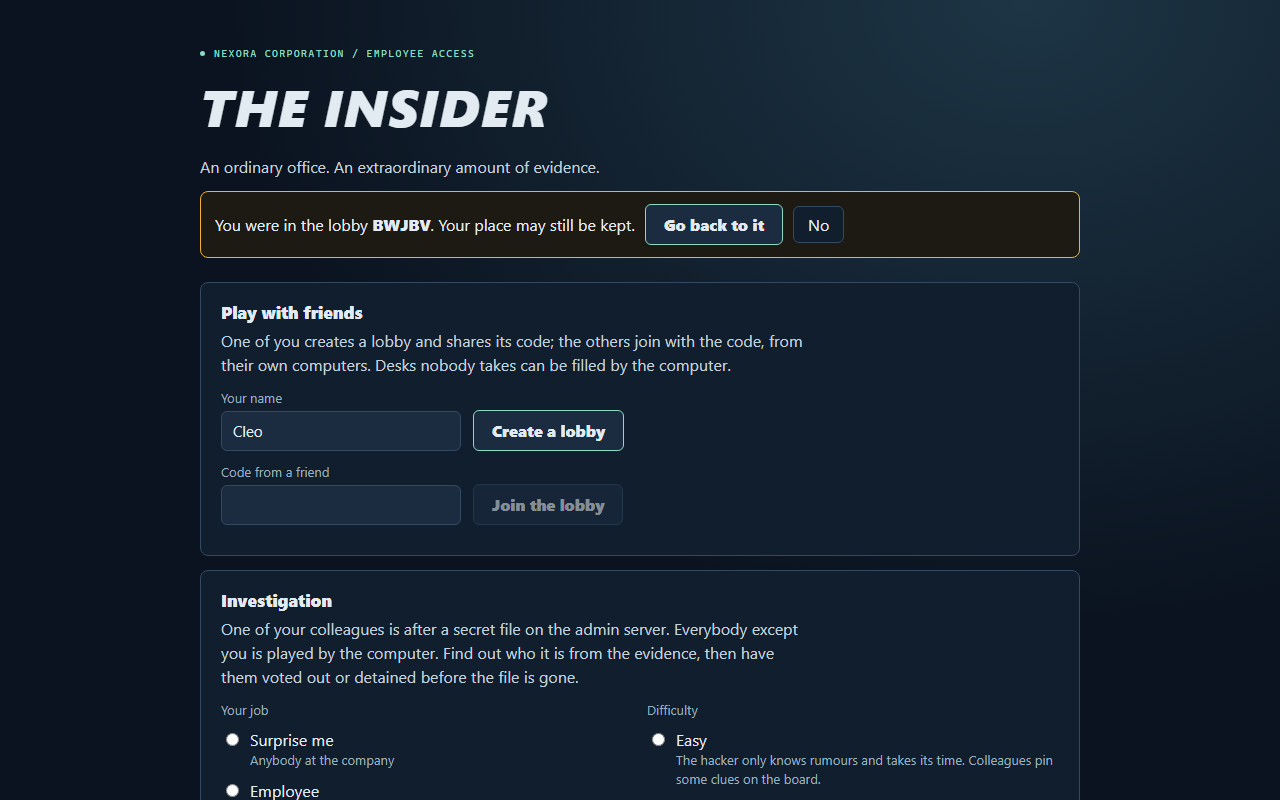 NEXORA CORPORATION / EMPLOYEE ACCESS
THE INSIDER
An ordinary office. An extraordinary amount of evidence.
You were in the lobby BWJBV. Your place may still be kept. Go back to it No
Play with friends
One of you creates a lobby and shares its code; the others join with the code, from
their own computers. Desks nobody takes can be filled by the computer.
Your name
Cleo Create a lobby
Code from a friend
Join the lobby
Investigation
One of your colleagues is after a secret file on the admin server. Everybody except
you is played by the computer. Find out who it is from the evidence, then have
them voted out or detained before the file is gone.
Your job
Surprise me
Anybody at the company
Employee
Difficulty
Easy
The hacker only knows rumours and takes its time. Colleagues pin
some clues on the board.